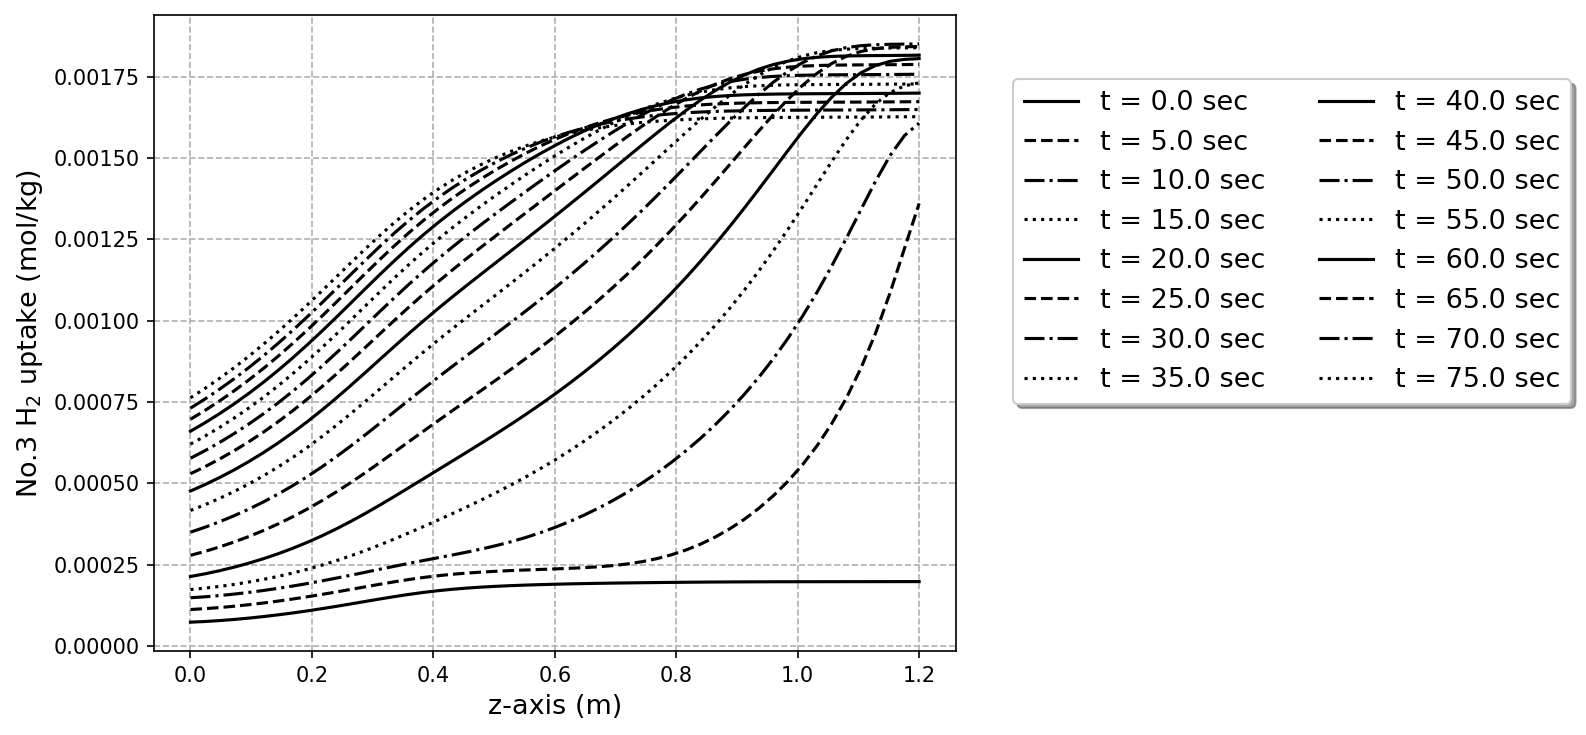 0.00175
0.00150
0.00125
0.00100
0.00075
0.00050
0.00025
0.00000
No.3 H₂ uptake (mol/kg)
0.0 0.2 0.4 0.6 0.8 1.0 1.2
z-axis (m)
t = 0.0 sec
t = 5.0 sec
t = 10.0 sec
t = 15.0 sec
t = 20.0 sec
t = 25.0 sec
t = 30.0 sec
t = 35.0 sec
t = 40.0 sec
t = 45.0 sec
t = 50.0 sec
t = 55.0 sec
t = 60.0 sec
t = 65.0 sec
t = 70.0 sec
t = 75.0 sec